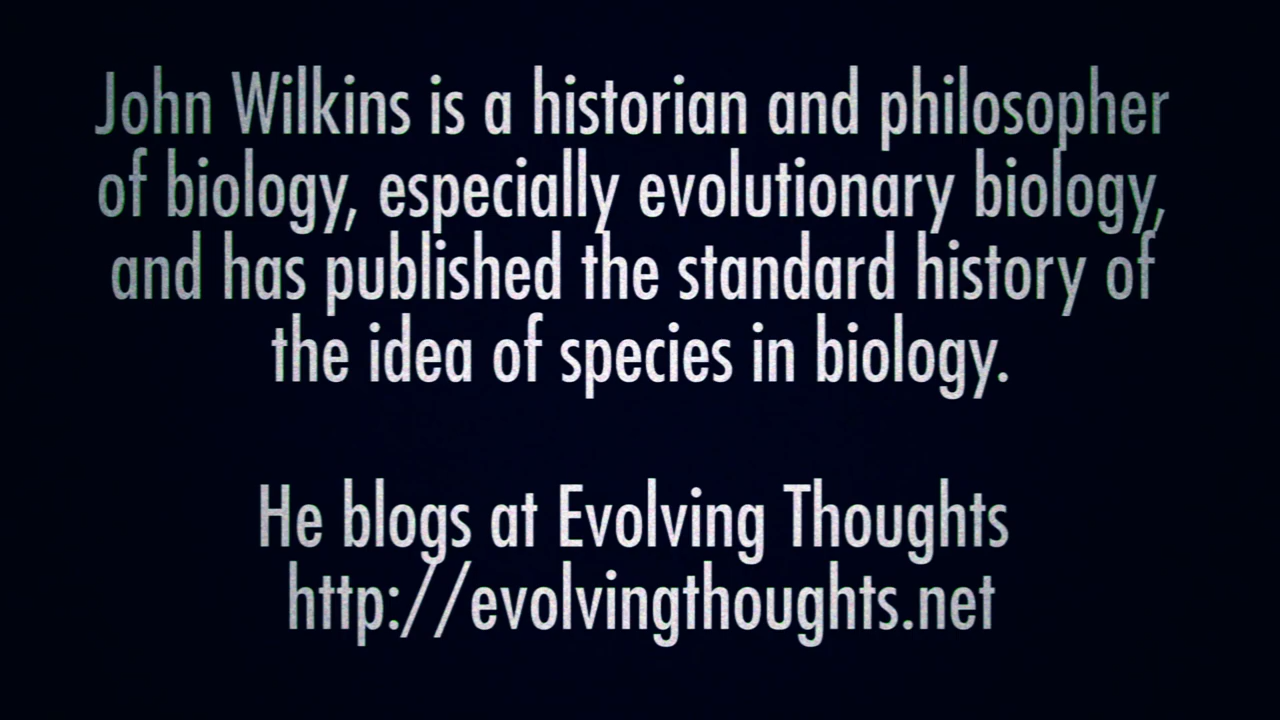 John Wilkins is a historian and philosopher
of biology, especially evolutionary biology,
and has published the standard history of
the idea of species in biology.
He blogs at Evolving Thoughts
http://evolvingthoughts.net